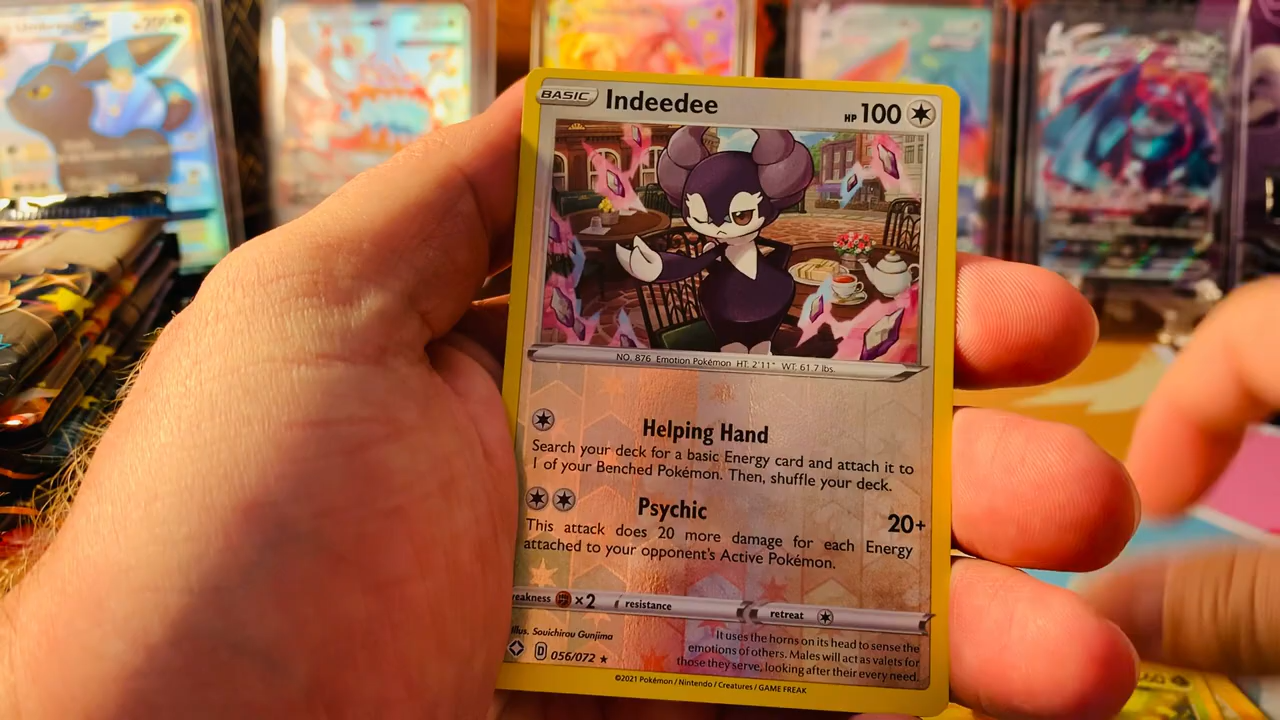 BASIC Indeedee HP 100
NO. 876 Emotion Pokémon HT: 2'11" WT: 61.7 lbs.
Helping Hand
Search your deck for a basic Energy card and attach it to
1 of your Benched Pokémon. Then, shuffle your deck.
Psychic 20+
This attack does 20 more damage for each Energy
attached to your opponent's Active Pokémon.
weakness ×2 resistance retreat
Illus. Souichirou Gunjima
It uses the horns on its head to sense the
emotions of others. Males will act as valets for
those they serve, looking after their every need.
D 056/072 ★
©2021 Pokémon / Nintendo / Creatures / GAME FREAK